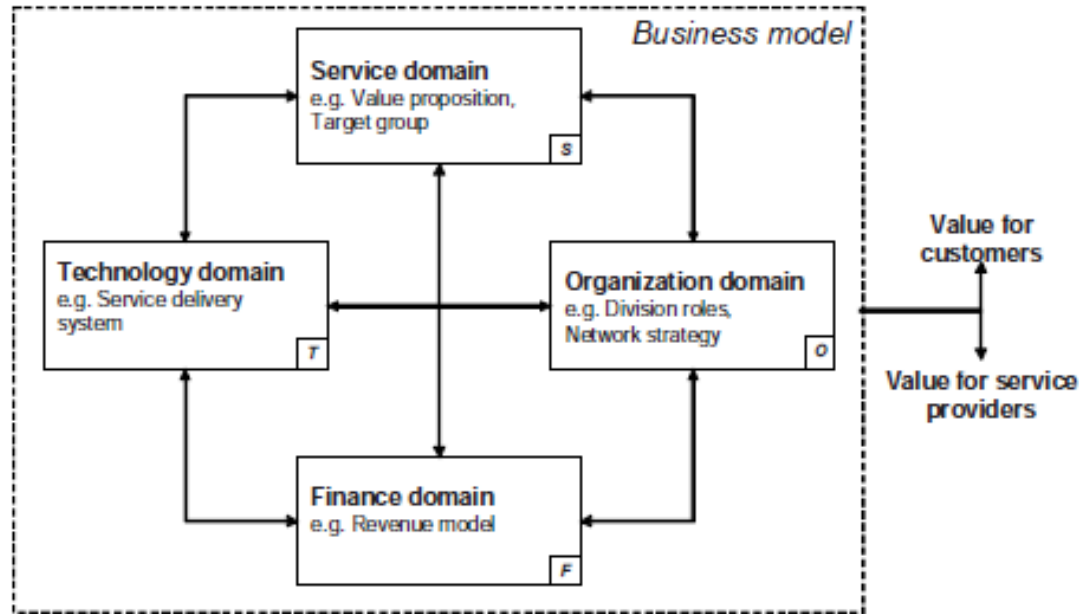 Business model
Service domain
e.g. Value proposition,
Target group
S
Technology domain
e.g. Service delivery
system
T
Organization domain
e.g. Division roles,
Network strategy
O
Value for
customers
Value for service
providers
Finance domain
e.g. Revenue model
F